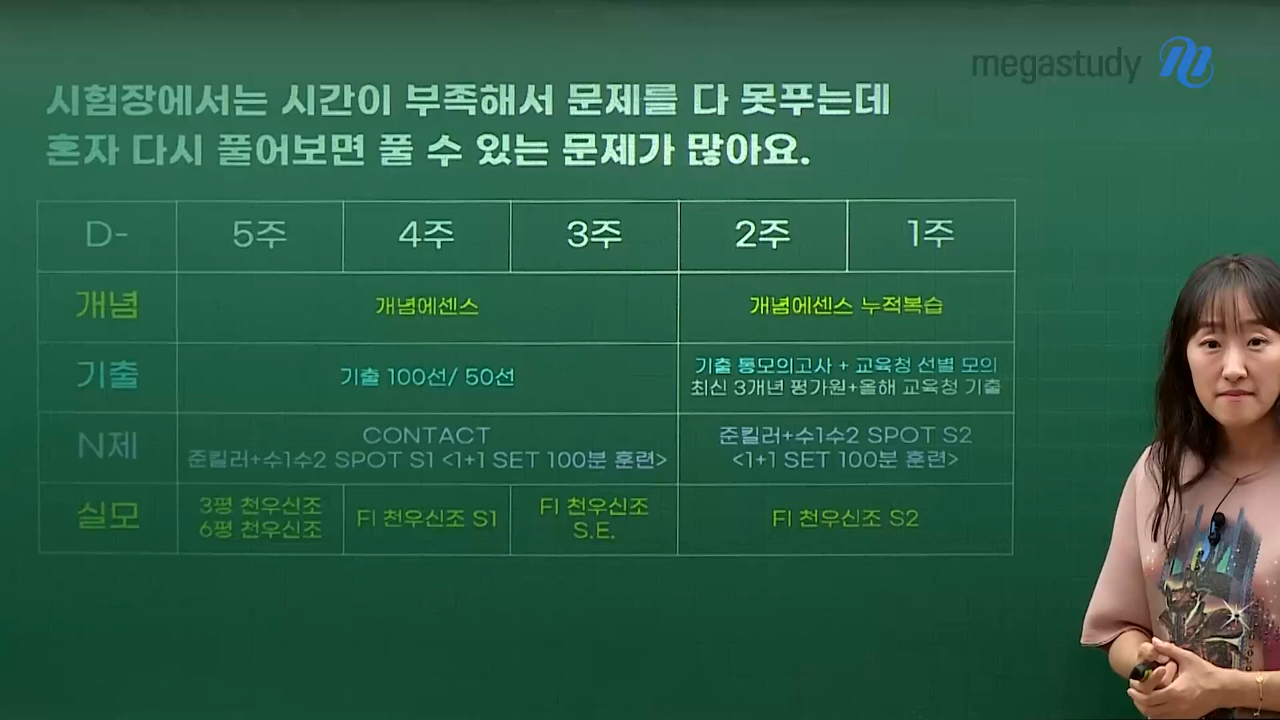 megastudy
시험장에서는 시간이 부족해서 문제를 다 못푸는데
혼자 다시 풀어보면 풀 수 있는 문제가 많아요.
D- 5주 4주 3주 2주 1주
개념 개념에센스 개념에센스 누적복습
기출 기출 100선/ 50선 기출 통모의고사 + 교육청 선별 모의
최신 3개년 평가원+올해 교육청 기출
N제 CONTACT
준킬러+수1수2 SPOT S1 <1+1 SET 100분 훈련>
준킬러+수1수2 SPOT S2
<1+1 SET 100분 훈련>
실모 3평 천우신조
6평 천우신조
FI 천우신조 S1
FI 천우신조
S.E.
FI 천우신조 S2